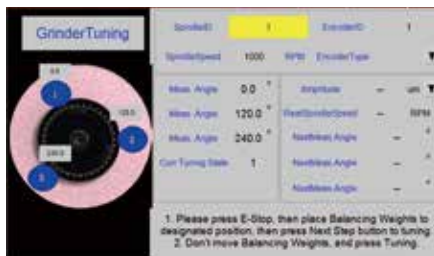 GrinderTuning
SpindleID 1 EncoderID 1
SpindleSpeed 1000 RPM EncoderType
0.0
1
120.0
2
240.0
3
Meas. Angle 0.0 ° Amplitude -- um
Meas. Angle 120.0 ° RealSpindleSpeed -- RPM
Meas. Angle 240.0 ° NextMeas Angle -- °
Curr Tuning State 1 NextMeas Angle -- °
NextMeas Angle -- °
1. Please press E-Stop, then place Balancing Weights to
designated position, then press Next Step button to tuning.
2. Don't move Balancing Weights, and press Tuning.